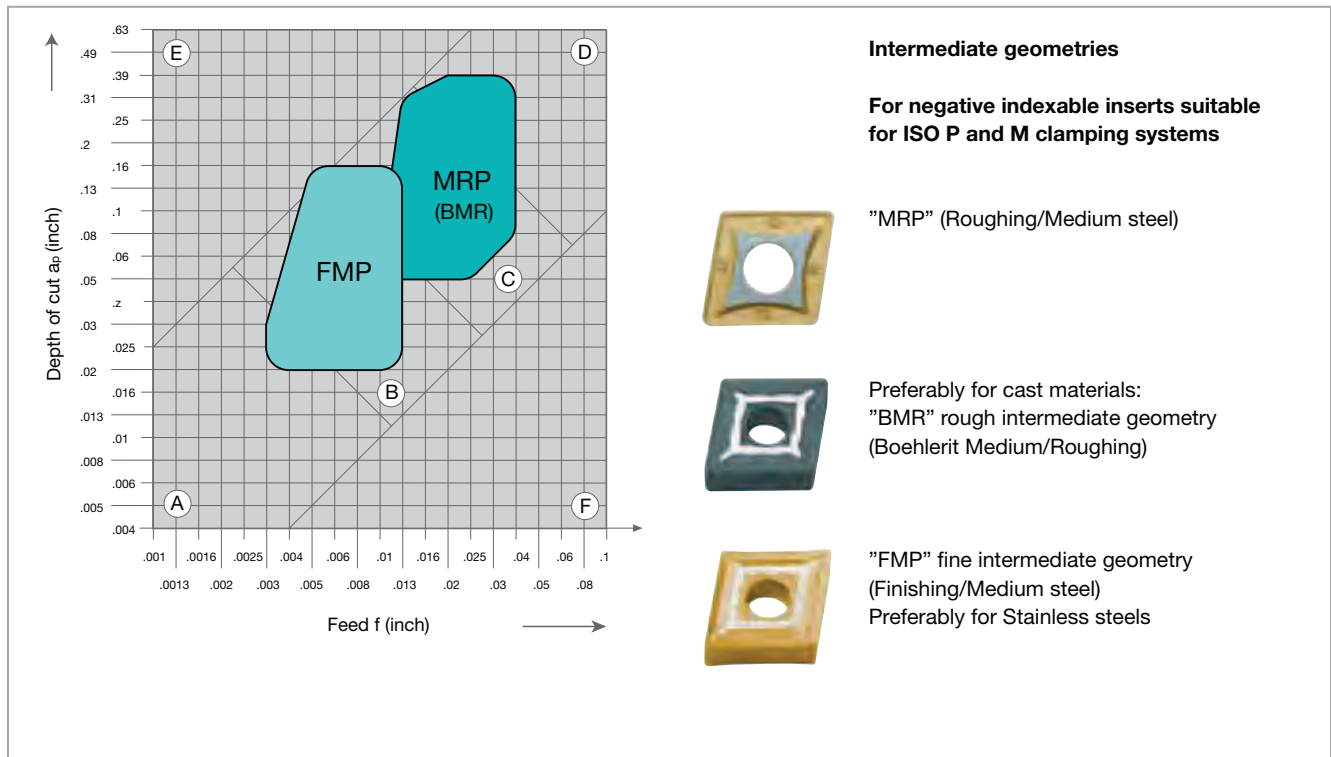 .63
.49
.39
.31
.25
.2
.16
.13
.1
.08
.06
.05
.z
.03
.025
.02
.016
.013
.01
.008
.006
.005
.004
Depth of cut ap (inch)
E
D
MRP
(BMR)
FMP
C
B
A
F
.001 .0016 .0025 .004 .006 .01 .016 .025 .04 .06 .1
.0013 .002 .003 .005 .008 .013 .02 .03 .05 .08
Feed f (inch)
Intermediate geometries
For negative indexable inserts suitable
for ISO P and M clamping systems
”MRP” (Roughing/Medium steel)
Preferably for cast materials:
”BMR” rough intermediate geometry
(Boehlerit Medium/Roughing)
”FMP” fine intermediate geometry
(Finishing/Medium steel)
Preferably for Stainless steels